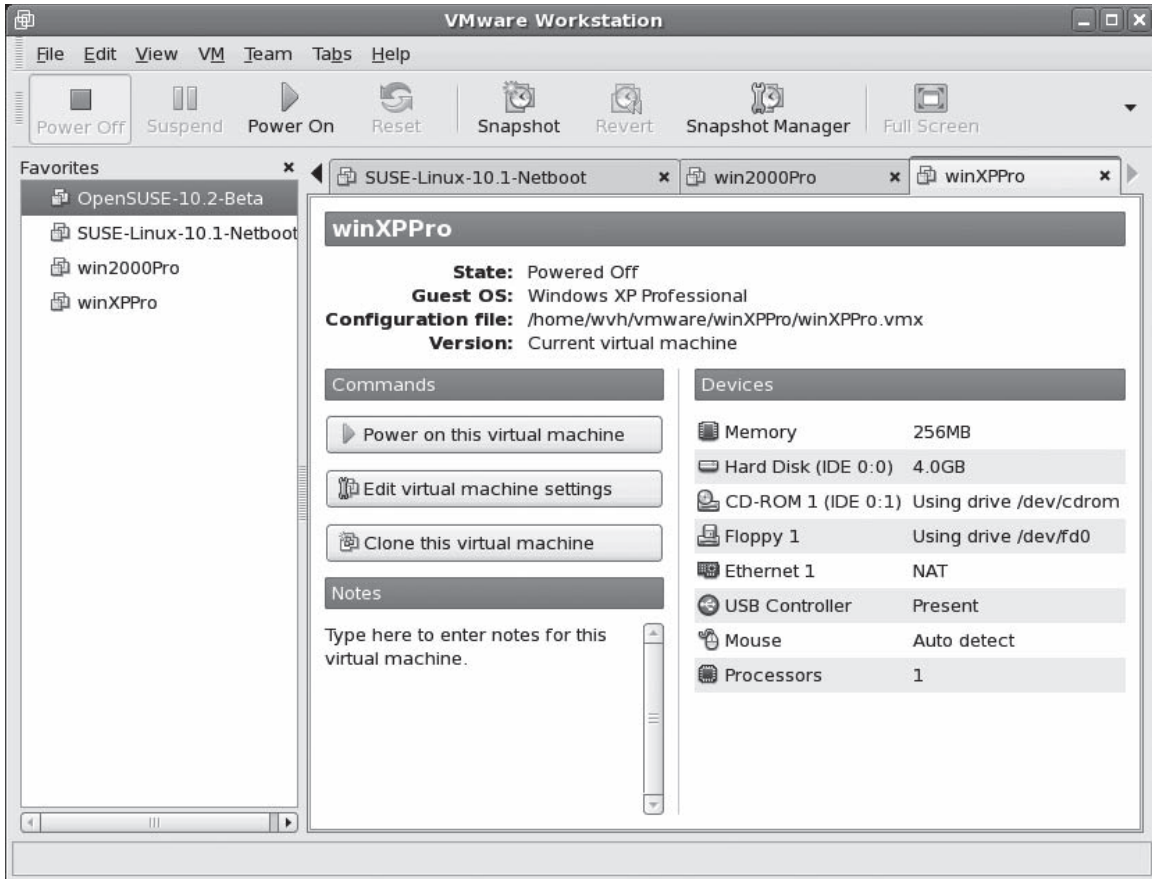 VMware Workstation
File Edit View VM Team Tabs Help
Power Off Suspend Power On Reset Snapshot Revert Snapshot Manager Full Screen
Favorites
OpenSUSE-10.2-Beta
SUSE-Linux-10.1-Netboot
win2000Pro
winXPPro
SUSE-Linux-10.1-Netboot win2000Pro winXPPro
winXPPro
State: Powered Off
Guest OS: Windows XP Professional
Configuration file: /home/wvh/vmware/winXPPro/winXPPro.vmx
Version: Current virtual machine
Commands
Power on this virtual machine
Edit virtual machine settings
Clone this virtual machine
Notes
Type here to enter notes for this
virtual machine.
Devices
Memory 256MB
Hard Disk (IDE 0:0) 4.0GB
CD-ROM 1 (IDE 0:1) Using drive /dev/cdrom
Floppy 1 Using drive /dev/fd0
Ethernet 1 NAT
USB Controller Present
Mouse Auto detect
Processors 1